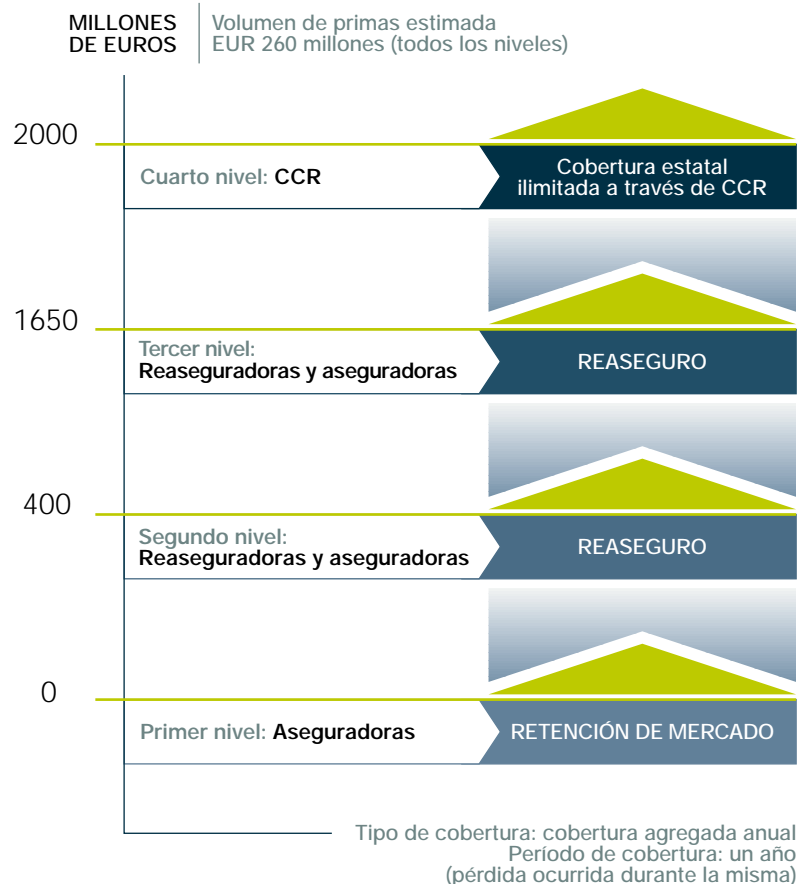 MILLONES
DE EUROS
Volumen de primas estimada
EUR 260 millones (todos los niveles)
2000
Cuarto nivel: CCR
Cobertura estatal
ilimitada a través de CCR
1650
Tercer nivel:
Reaseguradoras y aseguradoras
REASEGURO
400
Segundo nivel:
Reaseguradoras y aseguradoras
REASEGURO
0
Primer nivel: Aseguradoras
RETENCIÓN DE MERCADO
Tipo de cobertura: cobertura agregada anual
Período de cobertura: un año
(pérdida ocurrida durante la misma)